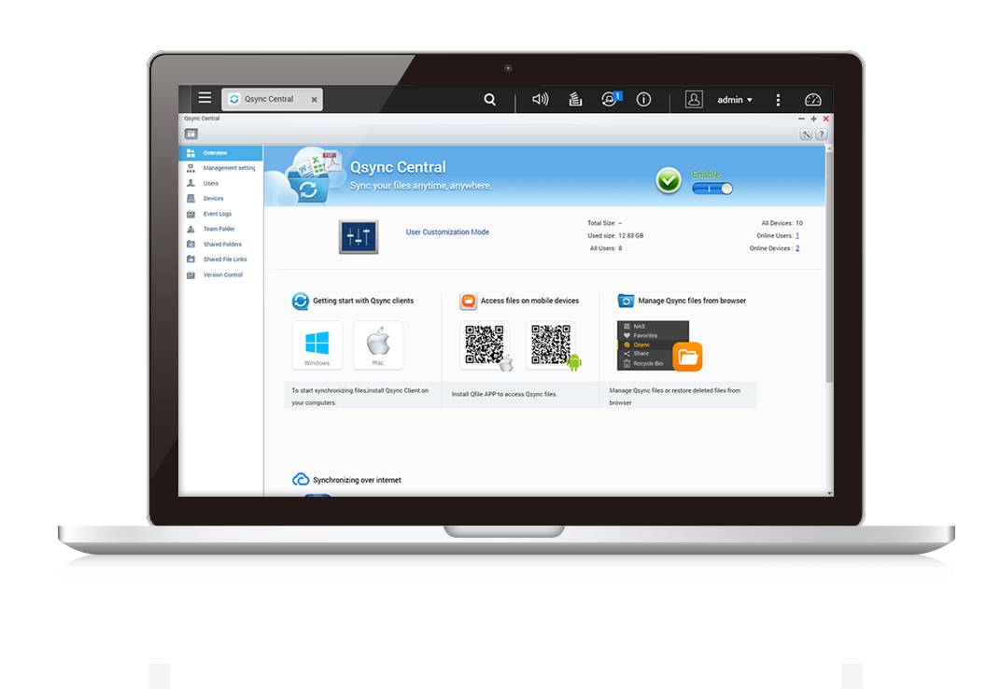 Qsync Central
1
admin
Qsync Central
Overview
Management setting
Users
Devices
Event Logs
Team Folder
Shared Folders
Shared File Links
Version Control
W
X
PDF
Qsync Central
Sync your files anytime, anywhere.
Enable
User Customization Mode
Total Size: --
Used size: 12.83 GB
All Users: 8
All Devices: 10
Online Users: 1
Online Devices : 2
Getting start with Qsync clients
Windows
Mac
To start synchronizing files,install Qsync Client on
your computers.
Access files on mobile devices
Install Qfile APP to access Qsync files.
Manage Qsync files from browser
NAS
Favorites
Qsync
Share
Recycle Bin
Manage Qsync files or restore deleted files from
browser
Synchronizing over internet